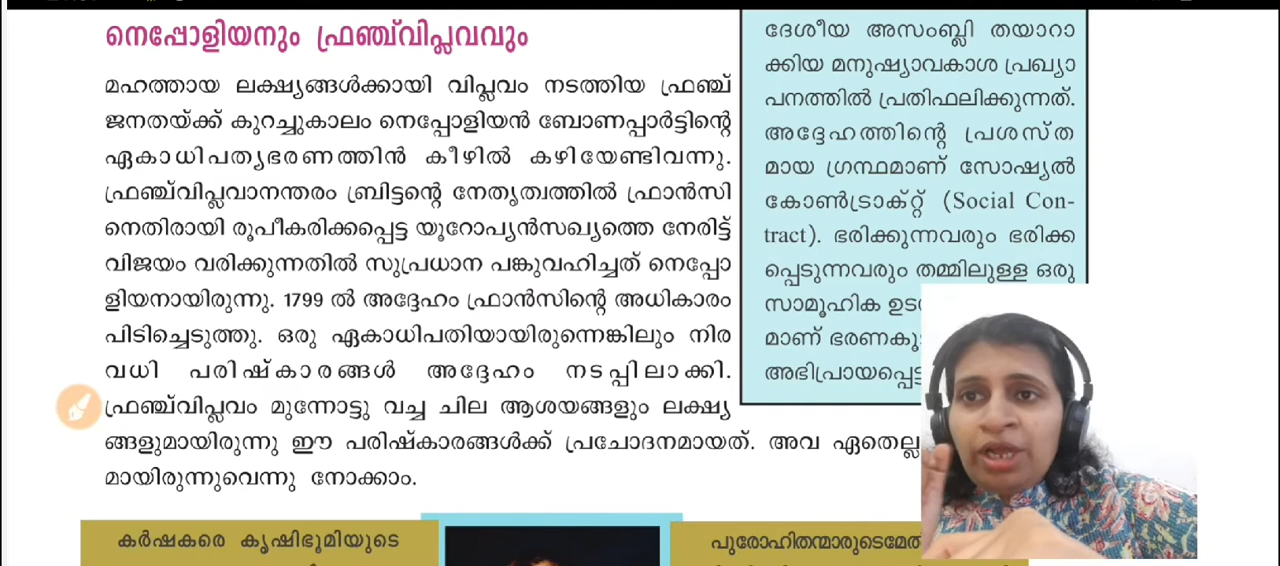 നെപ്പോളിയനും ഫ്രഞ്ച്‌വിപ്ലവവും
മഹത്തായ ലക്ഷ്യങ്ങൾക്കായി വിപ്ലവം നടത്തിയ ഫ്രഞ്ച്
ജനതയ്ക്ക് കുറച്ചുകാലം നെപ്പോളിയൻ ബോണപ്പാർട്ടിന്റെ
ഏകാധിപത്യഭരണത്തിൻ കീഴിൽ കഴിയേണ്ടിവന്നു.
ഫ്രഞ്ച്‌വിപ്ലവാനന്തരം ബ്രിട്ടന്റെ നേതൃത്വത്തിൽ ഫ്രാൻസി
നെതിരായി രൂപീകരിക്കപ്പെട്ട യൂറോപ്യൻസഖ്യത്തെ നേരിട്ട്
വിജയം വരിക്കുന്നതിൽ സുപ്രധാന പങ്കുവഹിച്ചത് നെപ്പോ
ളിയനായിരുന്നു. 1799 ൽ അദ്ദേഹം ഫ്രാൻസിന്റെ അധികാരം
പിടിച്ചെടുത്തു. ഒരു ഏകാധിപതിയായിരുന്നെങ്കിലും നിര
വധി പരിഷ്കാരങ്ങൾ അദ്ദേഹം നടപ്പിലാക്കി.
ഫ്രഞ്ച്‌വിപ്ലവം മുന്നോട്ടു വച്ച ചില ആശയങ്ങളും ലക്ഷ്യ
ങ്ങളുമായിരുന്നു ഈ പരിഷ്കാരങ്ങൾക്ക് പ്രചോദനമായത്. അവ ഏതെല്ല
മായിരുന്നുവെന്നു നോക്കാം.
ദേശീയ അസംബ്ലി തയാറാ
ക്കിയ മനുഷ്യാവകാശ പ്രഖ്യാ
പനത്തിൽ പ്രതിഫലിക്കുന്നത്.
അദ്ദേഹത്തിന്റെ പ്രശസ്ത
മായ ഗ്രന്ഥമാണ് സോഷ്യൽ
കോൺട്രാക്റ്റ് (Social Con-
tract). ഭരിക്കുന്നവരും ഭരിക്ക
പ്പെടുന്നവരും തമ്മിലുള്ള ഒരു
സാമൂഹിക
മാണ്
കർഷകരെ കൃഷിഭൂമിയുടെ